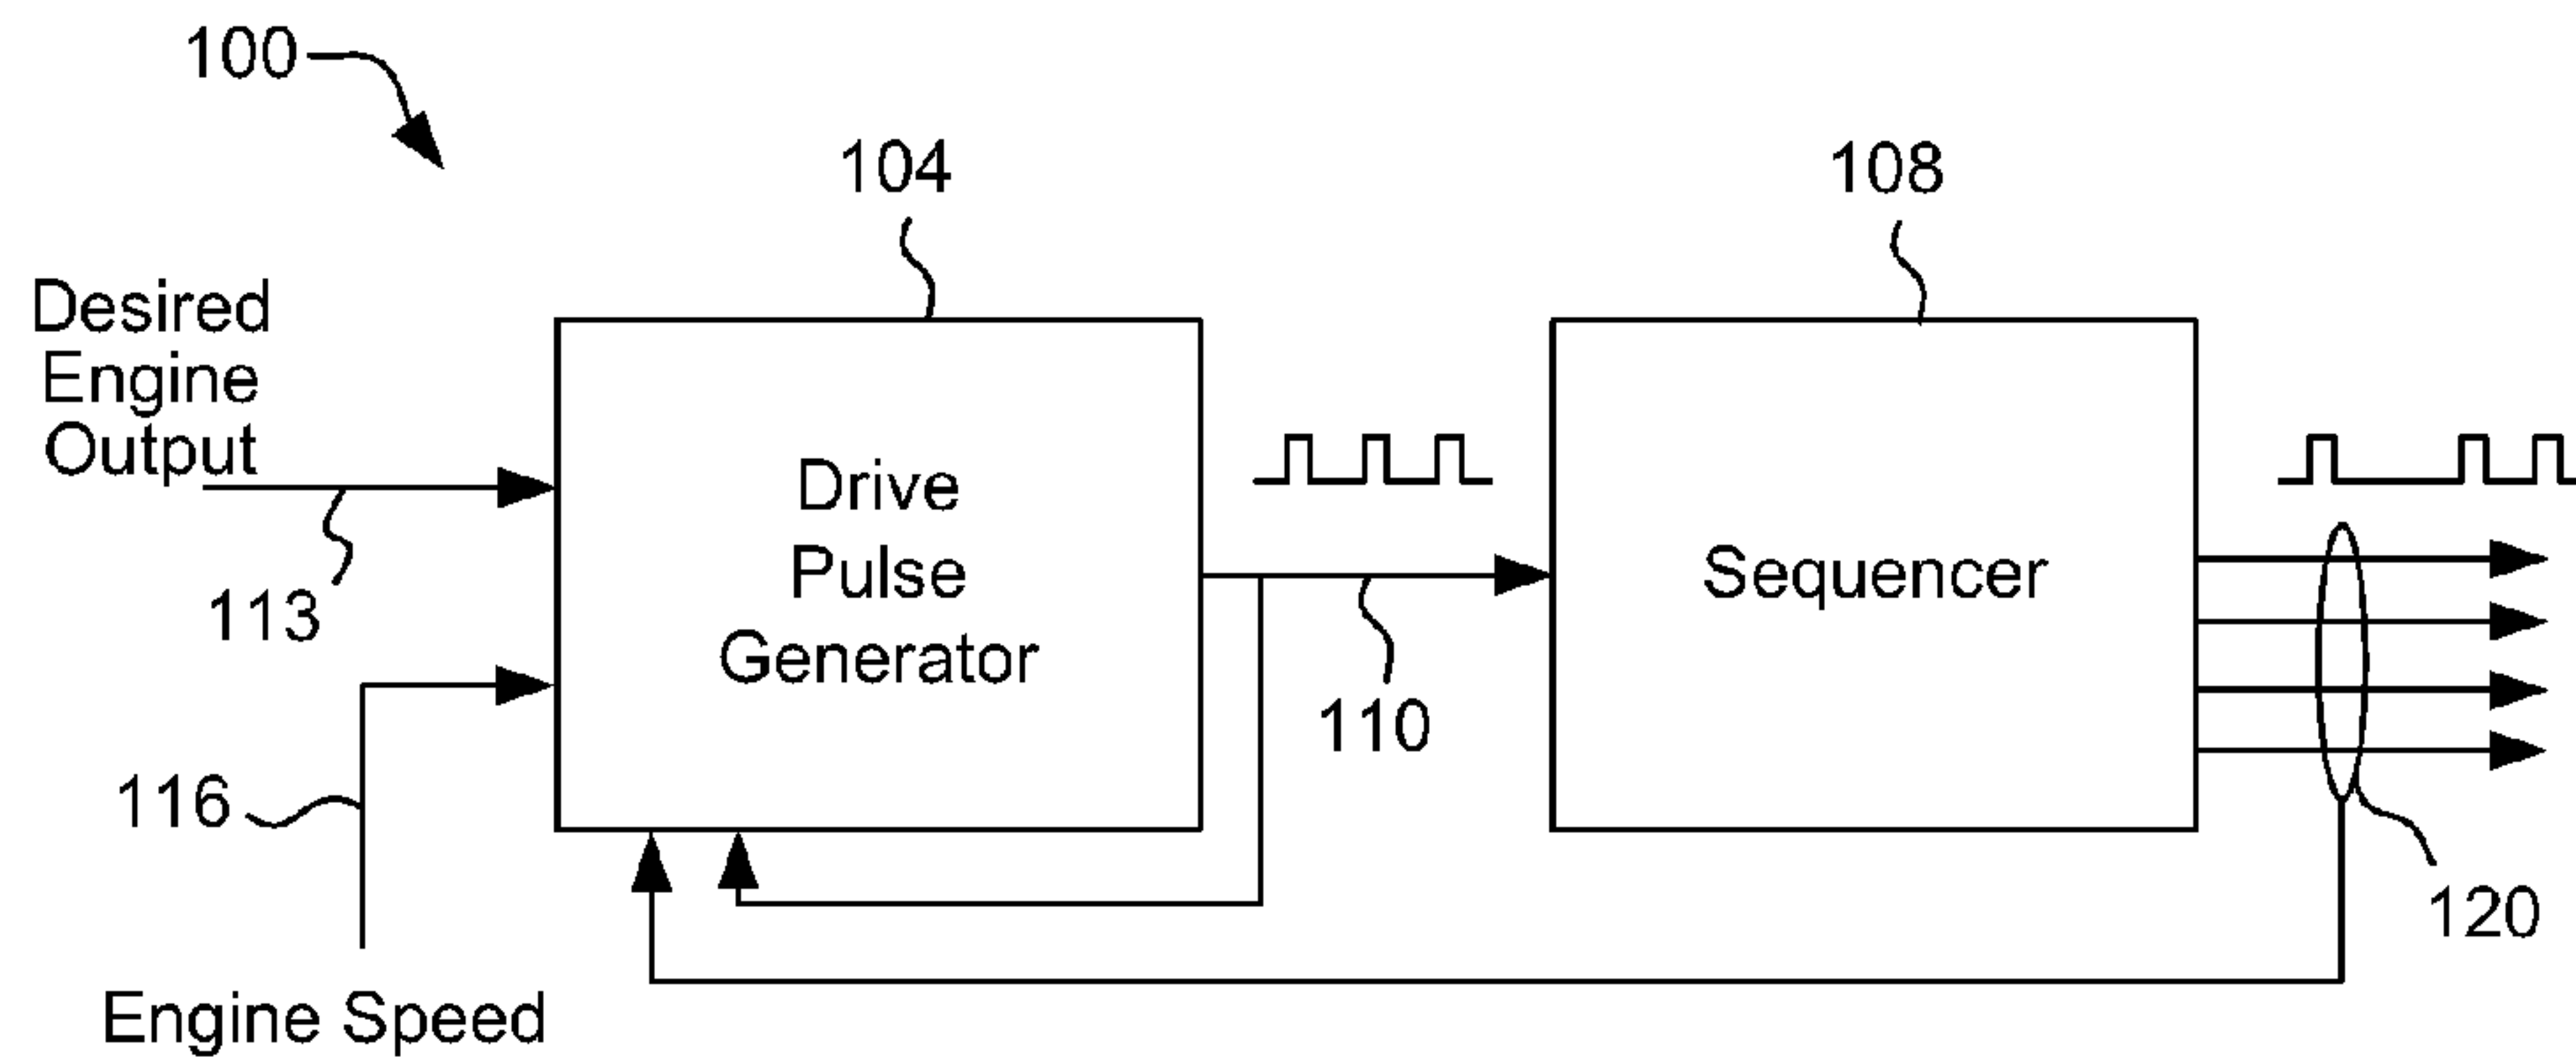 100
104
108
Desired
Engine
Output
Drive
Pulse
Generator
Sequencer
113
110
116
120
Engine Speed